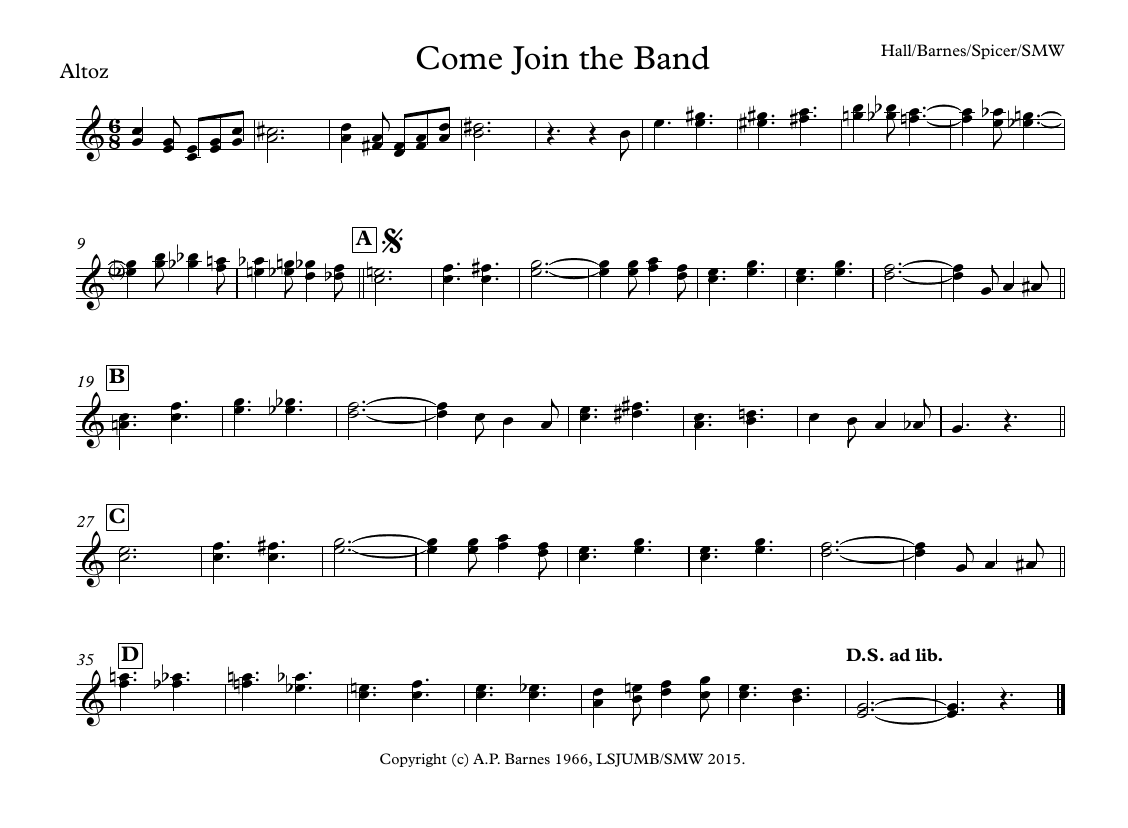 Come Join the Band
Hall/Barnes/Spicer/SMW
Altoz
6
8
9
A
19
B
27
C
35
D
D.S. ad lib.
Copyright (c) A.P. Barnes 1966, LSJUMB/SMW 2015.